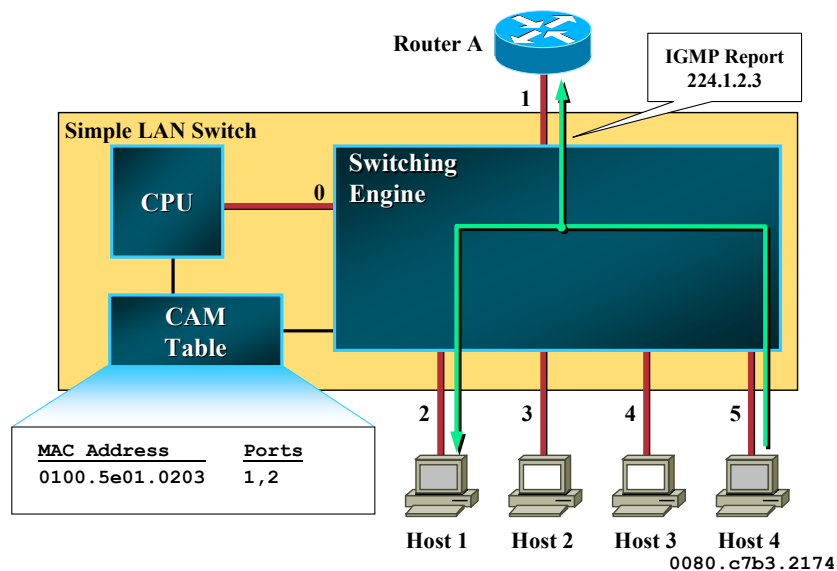 Router A
IGMP Report
224.1.2.3
1
Simple LAN Switch
CPU
0
Switching
Engine
CAM
Table
2
3
4
5
MAC Address Ports
0100.5e01.0203 1,2
Host 1
Host 2
Host 3
Host 4
0080.c7b3.2174